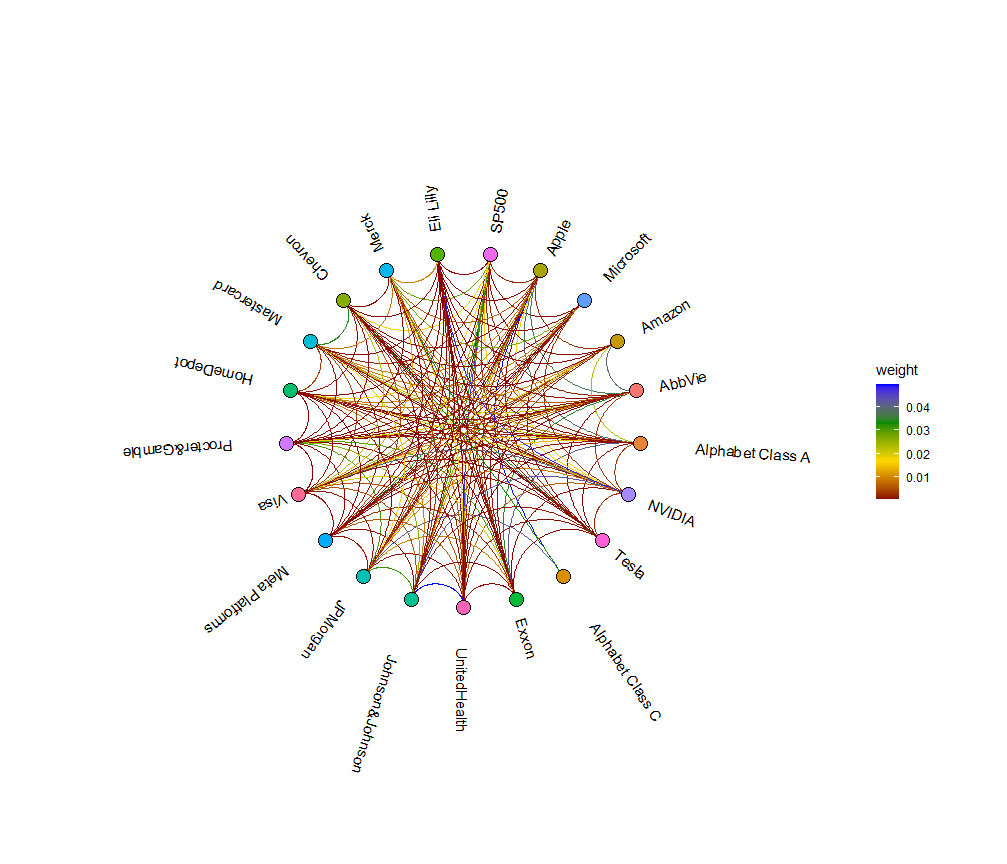 SP500
Apple
Microsoft
Amazon
AbbVie
Alphabet Class A
NVIDIA
Tesla
Alphabet Class C
Exxon
UnitedHealth
Johnson&Johnson
JPMorgan
Meta Platforms
Visa
Procter&Gamble
HomeDepot
Mastercard
Chevron
Merck
Eli Lilly
weight
0.04
0.03
0.02
0.01